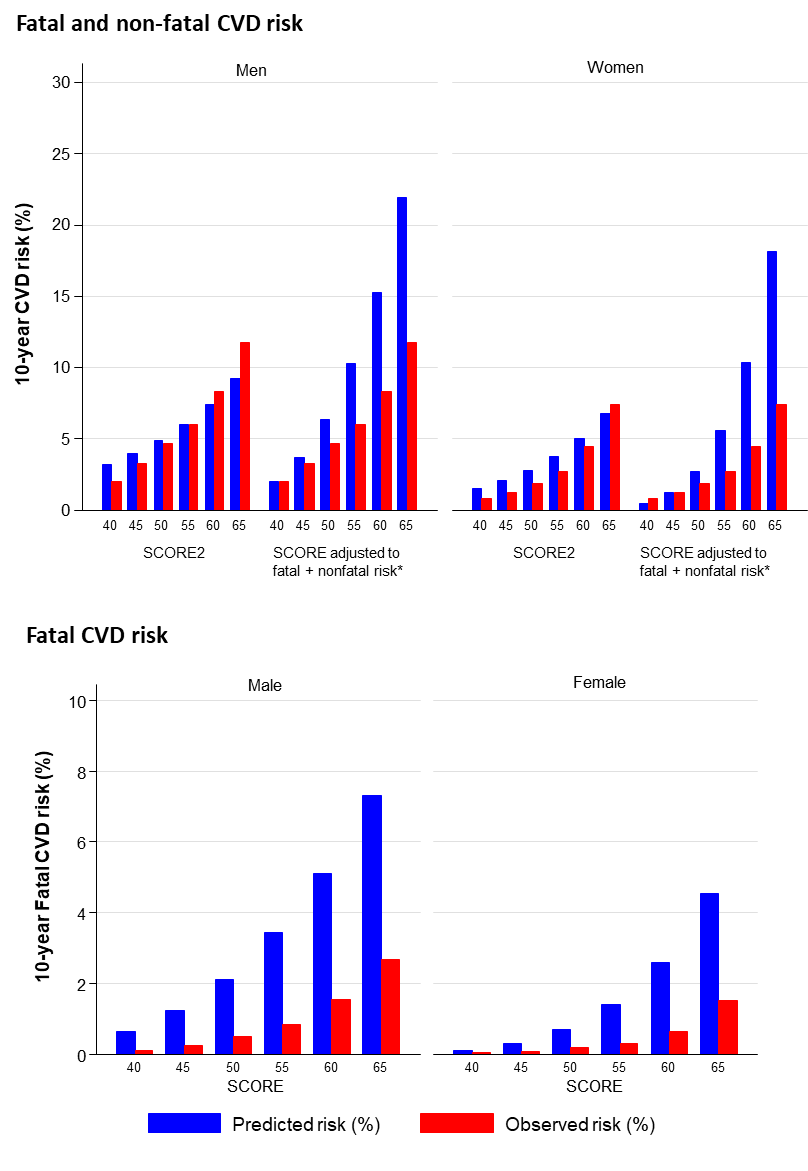 Fatal and non-fatal CVD risk
Men
Women
10-year CVD risk (%)
30
25
20
15
10
5
0
40 45 50 55 60 65 40 45 50 55 60 65
40 45 50 55 60 65 40 45 50 55 60 65
SCORE2
SCORE adjusted to
fatal + nonfatal risk*
SCORE2
SCORE adjusted to
fatal + nonfatal risk*
Fatal CVD risk
Male
Female
10-year Fatal CVD risk (%)
10
8
6
4
2
0
40 45 50 55 60 65
40 45 50 55 60 65
SCORE
SCORE
Predicted risk (%)
Observed risk (%)